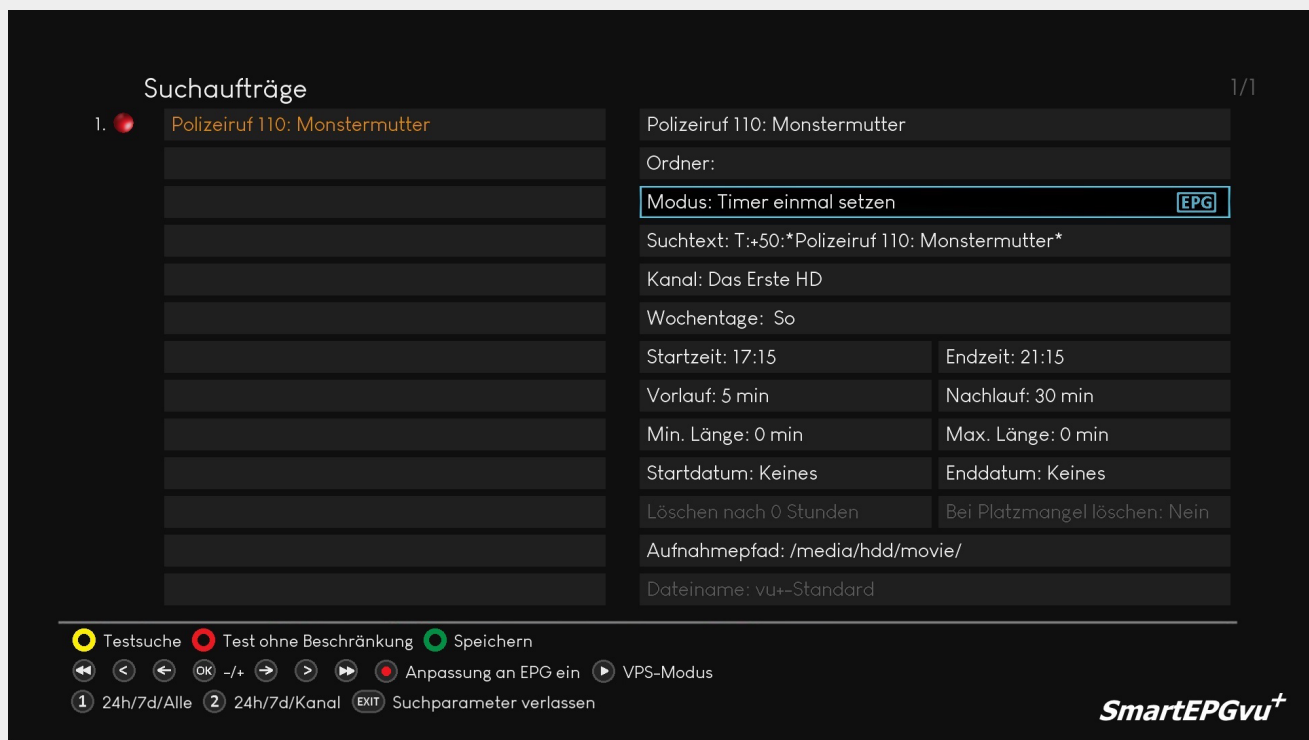 Suchaufträge 1/1
1. Polizeiruf 110: Monstermutter
Polizeiruf 110: Monstermutter
Ordner:
Modus: Timer einmal setzen EPG
Suchtext: T:+50:*Polizeiruf 110: Monstermutter*
Kanal: Das Erste HD
Wochentage: So
Startzeit: 17:15 Endzeit: 21:15
Vorlauf: 5 min Nachlauf: 30 min
Min. Länge: 0 min Max. Länge: 0 min
Startdatum: Keines Enddatum: Keines
Löschen nach 0 Stunden Bei Platzmangel löschen: Nein
Aufnahmepfad: /media/hdd/movie/
Dateiname: vu+-Standard
Testsuche Test ohne Beschränkung Speichern
OK -/+ Anpassung an EPG ein VPS-Modus
1 24h/7d/Alle 2 24h/7d/Kanal EXIT Suchparameter verlassen
SmartEPGvu+